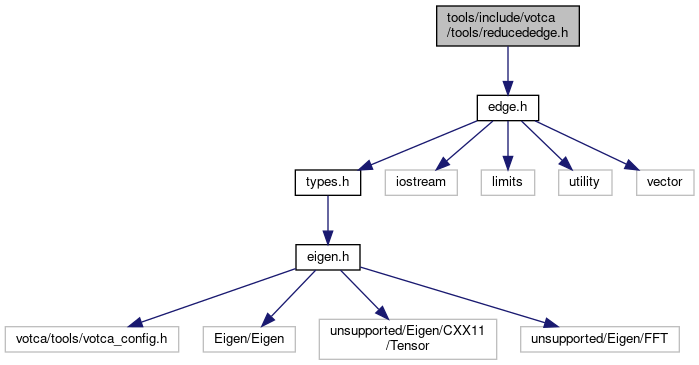 tools/include/votca
/tools/reducededge.h
edge.h
types.h
iostream
limits
utility
vector
eigen.h
votca/tools/votca_config.h
Eigen/Eigen
unsupported/Eigen/CXX11
/Tensor
unsupported/Eigen/FFT